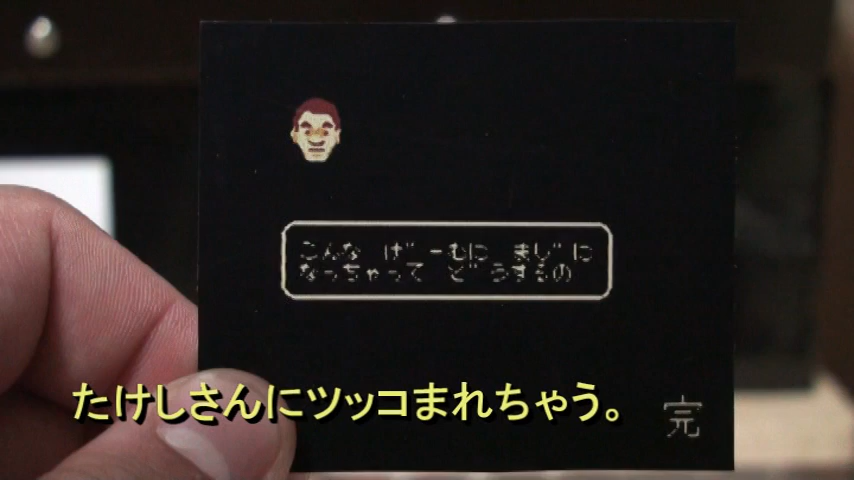 こんな げーむに まじに
なっちゃって どうするの
たけしさんにツッコまれちゃう。
完